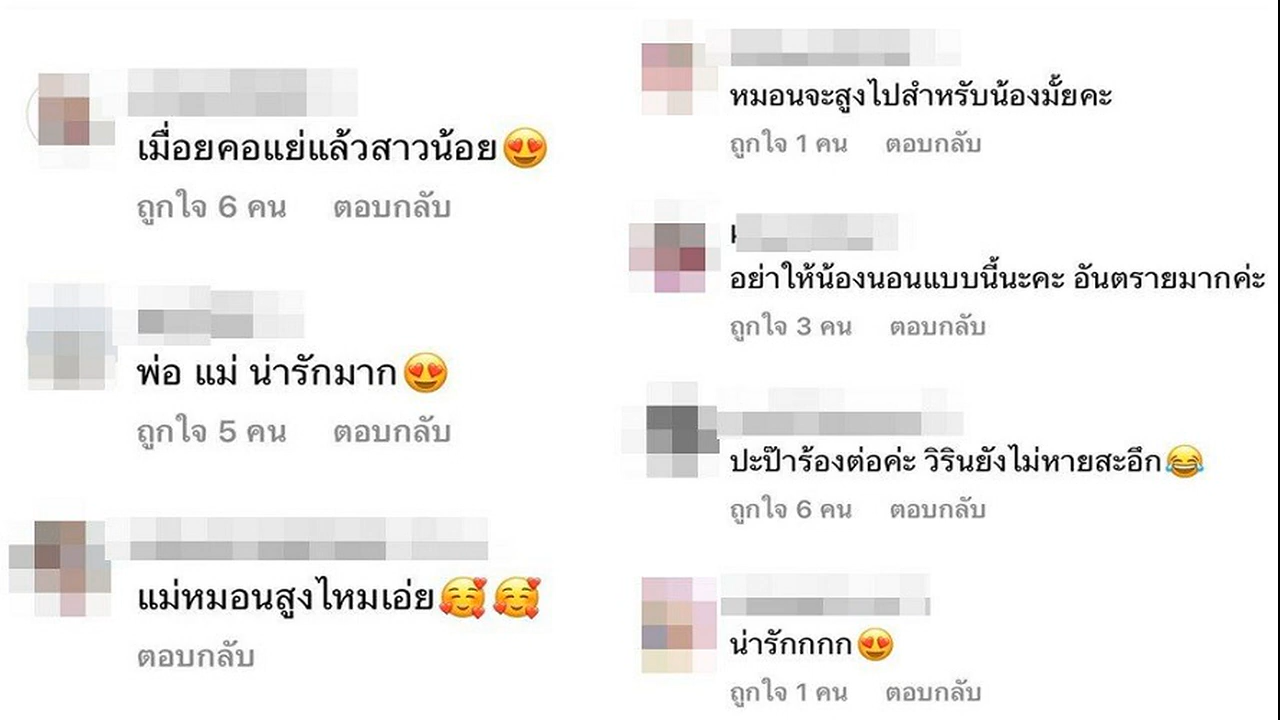 เมื่อยคอแย่แล้วสาวน้อย😍
ถูกใจ 6 คน ตอบกลับ
พ่อ แม่ น่ารักมาก😍
ถูกใจ 5 คน ตอบกลับ
แม่หมอนสูงไหมเอ่ย🥰🥰
ตอบกลับ
หมอนจะสูงไปสำหรับน้องมั้ยคะ
ถูกใจ 1 คน ตอบกลับ
อย่าให้น้องนอนแบบนี้นะคะ อันตรายมากค่ะ
ถูกใจ 3 คน ตอบกลับ
ปะป๊าร้องต่อค่ะ วิรินยังไม่หายสะอึก😂
ถูกใจ 6 คน ตอบกลับ
น่ารักกกก😍
ถูกใจ 1 คน ตอบกลับ